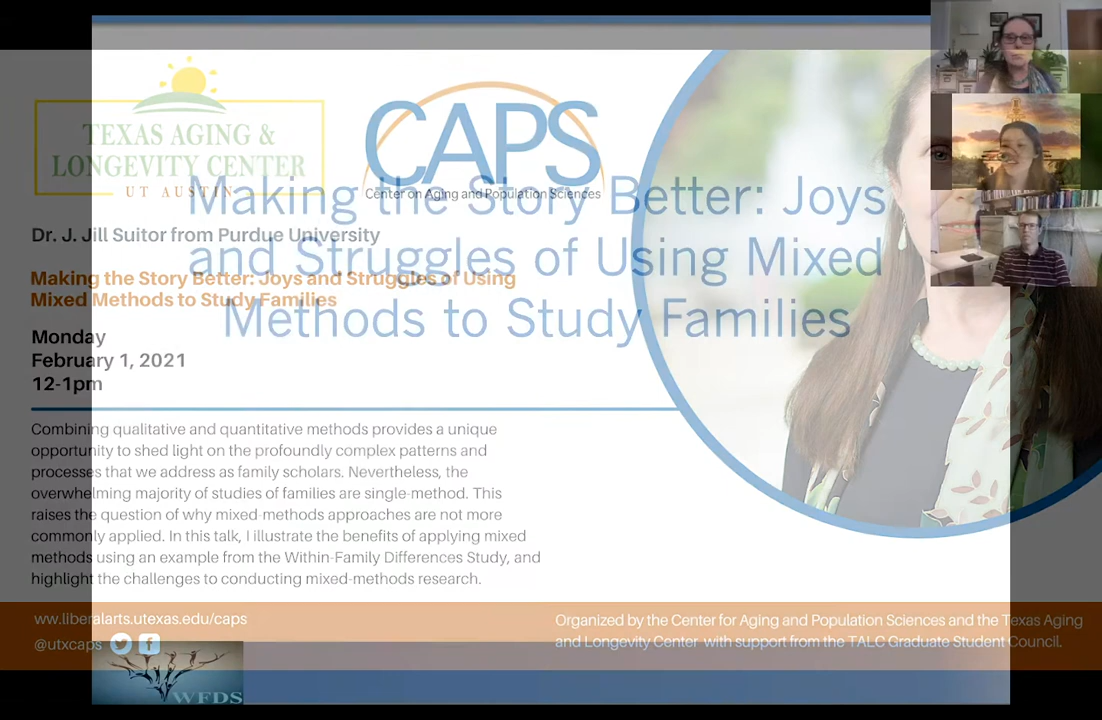 TEXAS AGING &
LONGEVITY CENTER
UT AUSTIN
CAPS
Center on Aging and Population Sciences
Making the Story Better: Joys
and Struggles of Using Mixed
Methods to Study Families
Dr. J. Jill Suitor from Purdue University
Making the Story Better: Joys and Struggles of Using
Mixed Methods to Study Families
Monday
February 1, 2021
12-1pm
Combining qualitative and quantitative methods provides a unique
opportunity to shed light on the profoundly complex patterns and
processes that we address as family scholars. Nevertheless, the
overwhelming majority of studies of families are single-method. This
raises the question of why mixed-methods approaches are not more
commonly applied. In this talk, I illustrate the benefits of applying mixed
methods using an example from the Within-Family Differences Study, and
highlight the challenges to conducting mixed-methods research.
ww.liberalarts.utexas.edu/caps
@utxcaps
Organized by the Center for Aging and Population Sciences and the Texas Aging
and Longevity Center with support from the TALC Graduate Student Council.
WFDS